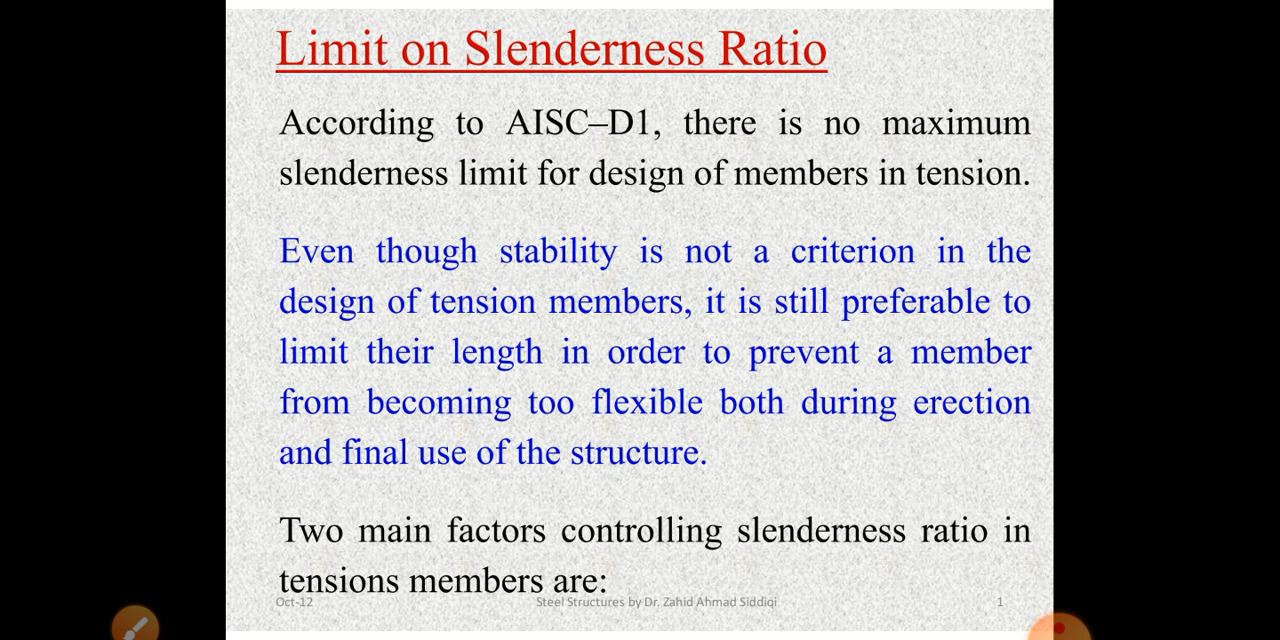 Limit on Slenderness Ratio
According to AISC–D1, there is no maximum
slenderness limit for design of members in tension.
Even though stability is not a criterion in the
design of tension members, it is still preferable to
limit their length in order to prevent a member
from becoming too flexible both during erection
and final use of the structure.
Two main factors controlling slenderness ratio in
tensions members are:
Oct-12 Steel Structures by Dr. Zahid Ahmad Siddiqi 1